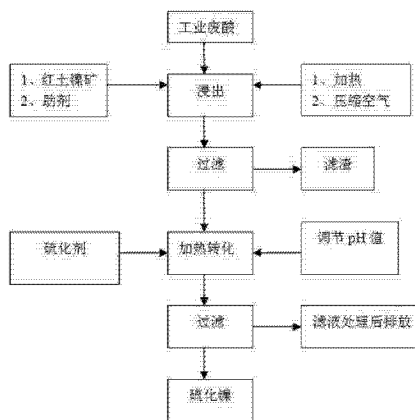 工业废酸
1、红土镍矿
2、助剂
浸出
1、加热
2、压缩空气
过滤
滤渣
硫化剂
加热转化
调节 pH 值
过滤
滤液处理后排放
硫化镍